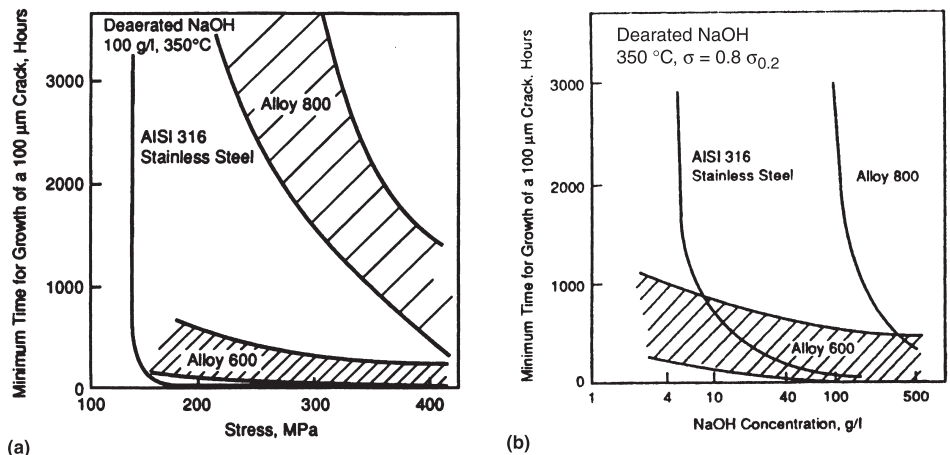 Minimum Time for Growth of a 100 μm Crack, Hours
Deaerated NaOH
100 g/l, 350°C
3000
2000
1000
0
Alloy 800
AISI 316
Stainless Steel
Alloy 600
100
200
300
400
Stress, MPa
(a)
Minimum Time for Growth of a 100 μm Crack. Hours
Dearated NaOH
350 °C, σ = 0.8 σ0.2
3000
2000
1000
0
AISI 316
Stainless Steel
Alloy 800
Alloy 600
1
4
10
40
100
500
NaOH Concentration, g/l
(b)